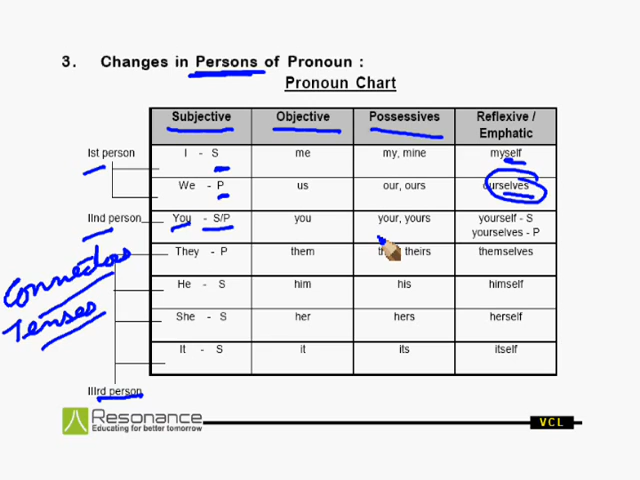 3. Changes in Persons of Pronoun :
Pronoun Chart
Subjective Objective Possessives Reflexive / Emphatic
Ist person I - S me my, mine myself
We - P us our, ours ourselves
IInd person You - S/P you your, yours yourself - S
yourselves - P
They - P them theirs themselves
He - S him his himself
She - S her hers herself
It - S it its itself
IIIrd person
Connectors
Tenses
Resonance
Educating for better tomorrow
VCL